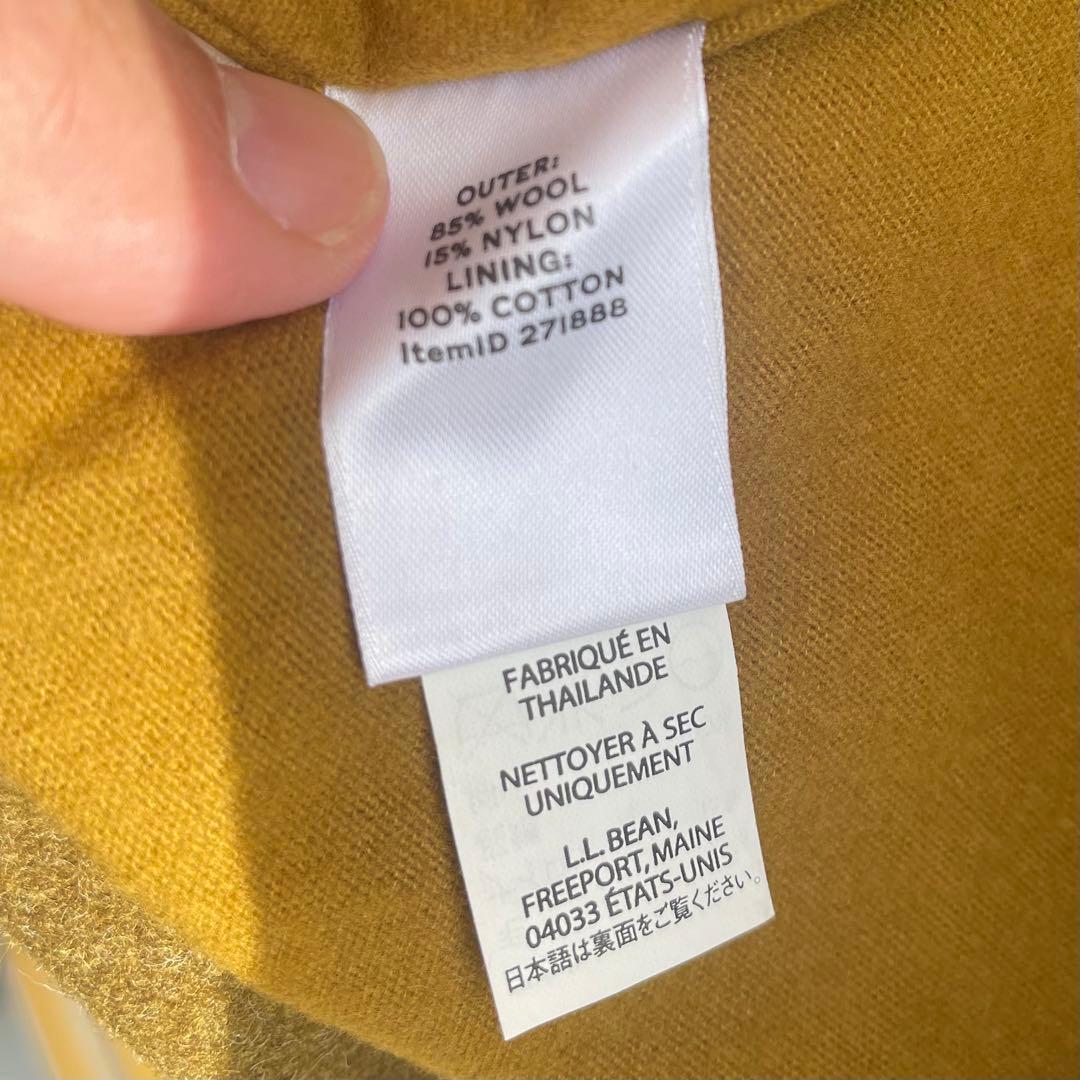 OUTER:
85% WOOL
15% NYLON
LINING:
100% COTTON
ItemID 271888
FABRIQUÉ EN
THAILANDE
NETTOYER À SEC
UNIQUEMENT
L.L. BEAN,
FREEPORT, MAINE
04033 ÉTATS-UNIS
日本語は裏面をご覧ください。